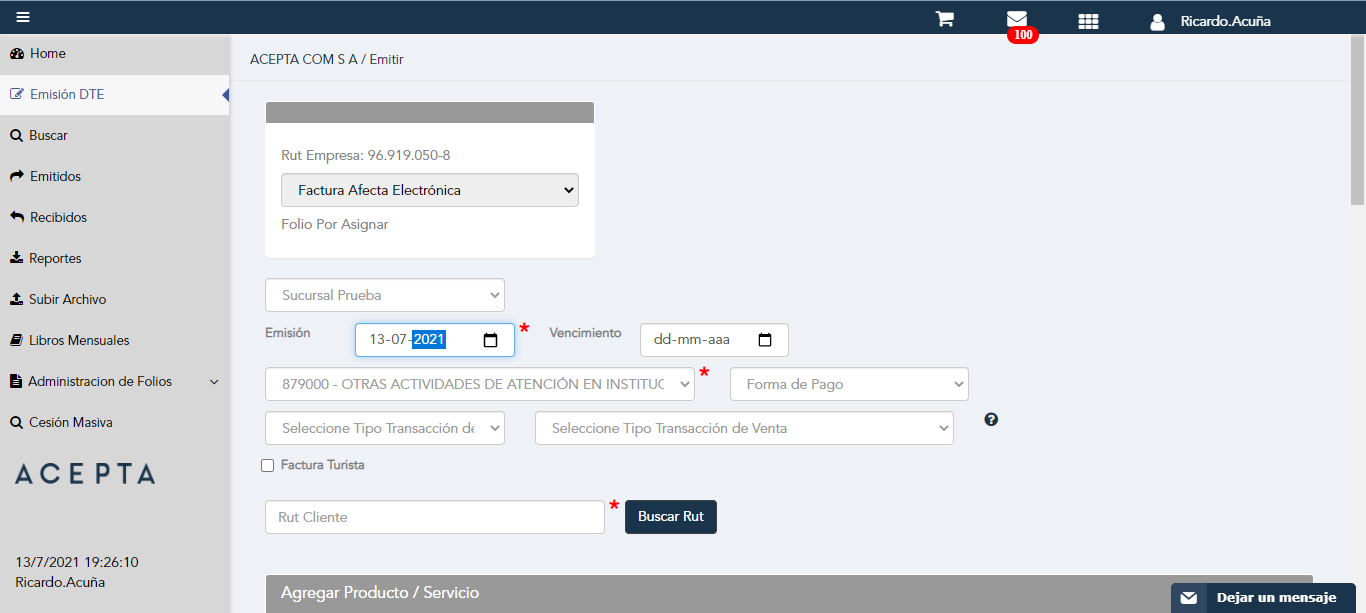 100
Ricardo.Acuña
Home
Emisión DTE
Buscar
Emitidos
Recibidos
Reportes
Subir Archivo
Libros Mensuales
Administracion de Folios
Cesión Masiva
ACEPTA
13/7/2021 19:26:10
Ricardo.Acuña
ACEPTA COM S A / Emitir
Rut Empresa: 96.919.050-8
Factura Afecta Electrónica
Folio Por Asignar
Sucursal Prueba
Emisión 13-07-2021 * Vencimiento dd-mm-aaa
879000 - OTRAS ACTIVIDADES DE ATENCIÓN EN INSTITUC * Forma de Pago
Seleccione Tipo Transacción de Seleccione Tipo Transacción de Venta ?
Factura Turista
Rut Cliente * Buscar Rut
Agregar Producto / Servicio
Dejar un mensaje